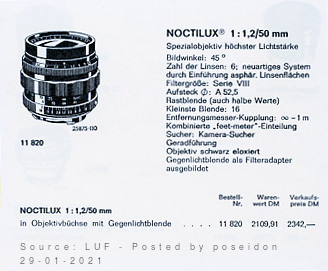 NOCTILUX® 1:1,2/50 mm
Spezialobjektiv höchster Lichtstärke
Bildwinkel: 45°
Zahl der Linsen: 6; neuartiges System
durch Einführung asphär. Linsenflächen
Filtergröße: Serie VIII
Aufsteck ∅ A 52,5
Rastblende (auch halbe Werte)
Kleinste Blende: 16
Entfernungsmesser-Kupplung: ∞ – 1 m
Kombinierte „feet-meter"-Einteilung
Sucher: Kamera-Sucher
Geradführung
Objektiv schwarz eloxiert
Gegenlichtblende als Filteradapter
ausgebildet
25875-110
11 820
Bestell-Nr. Waren-wert DM Verkaufs-preis DM
NOCTILUX 1:1,2/50 mm
in Objektivbüchse mit Gegenlichtblende . . . . 11 820 2109,91 2342,—
Source: LUF - Posted by poseidon
29-01-2021